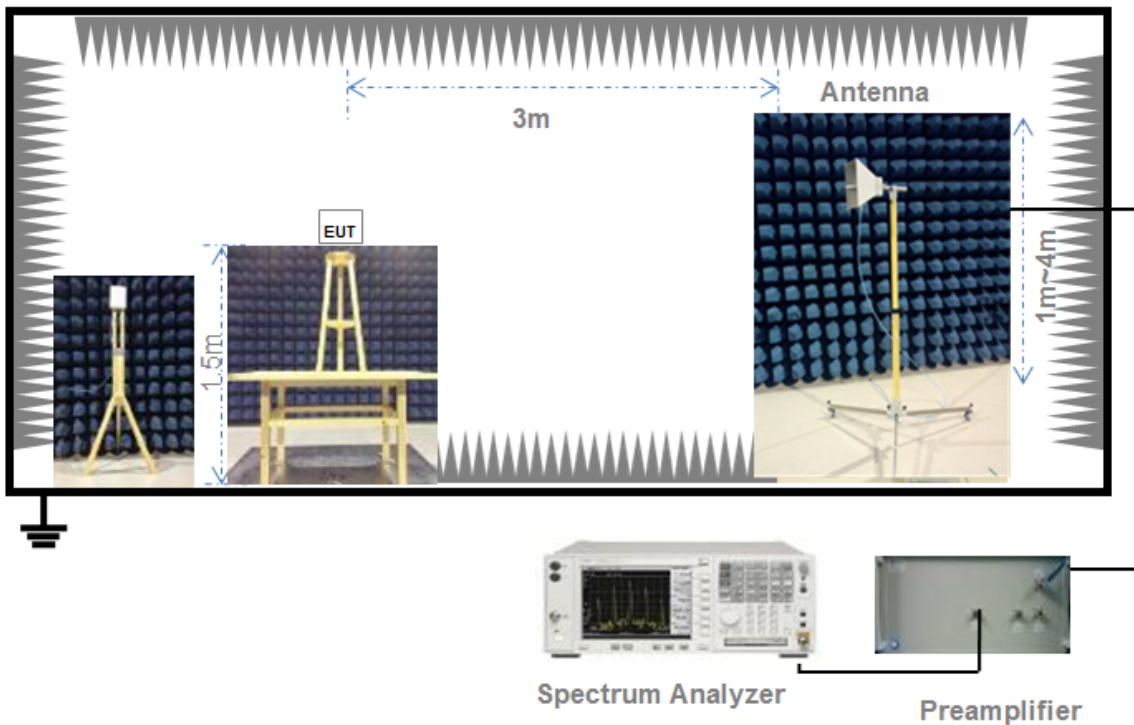 Antenna
3m
EUT
1.5m
1m~4m
Spectrum Analyzer
Preamplifier